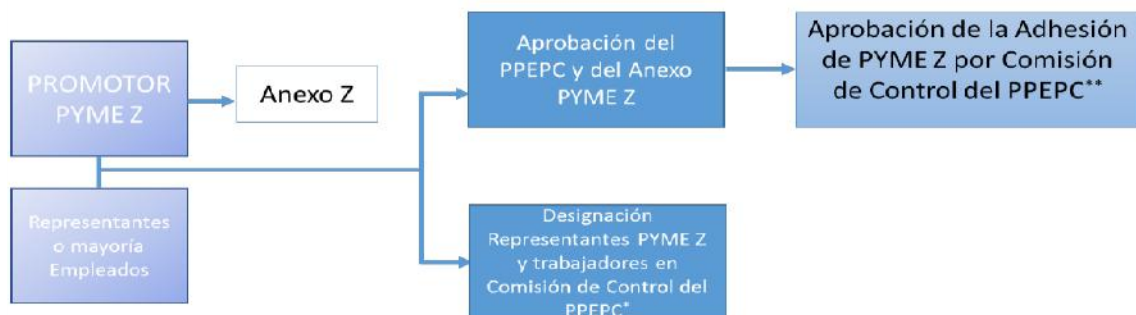 PROMOTOR
PYME Z
Anexo Z
Aprobación del
PPEPC y del Anexo
PYME Z
Aprobación de la Adhesión
de PYME Z por Comisión
de Control del PPEPC**
Representantes
o mayoría
Empleados
Designación
Representantes PYME Z
y trabajadores en
Comisión de Control del
PPEPC*